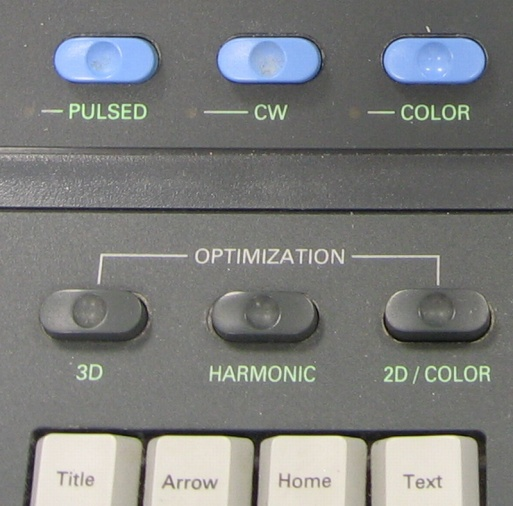 PULSED CW COLOR
OPTIMIZATION
3D HARMONIC 2D / COLOR
Title Arrow Home Text